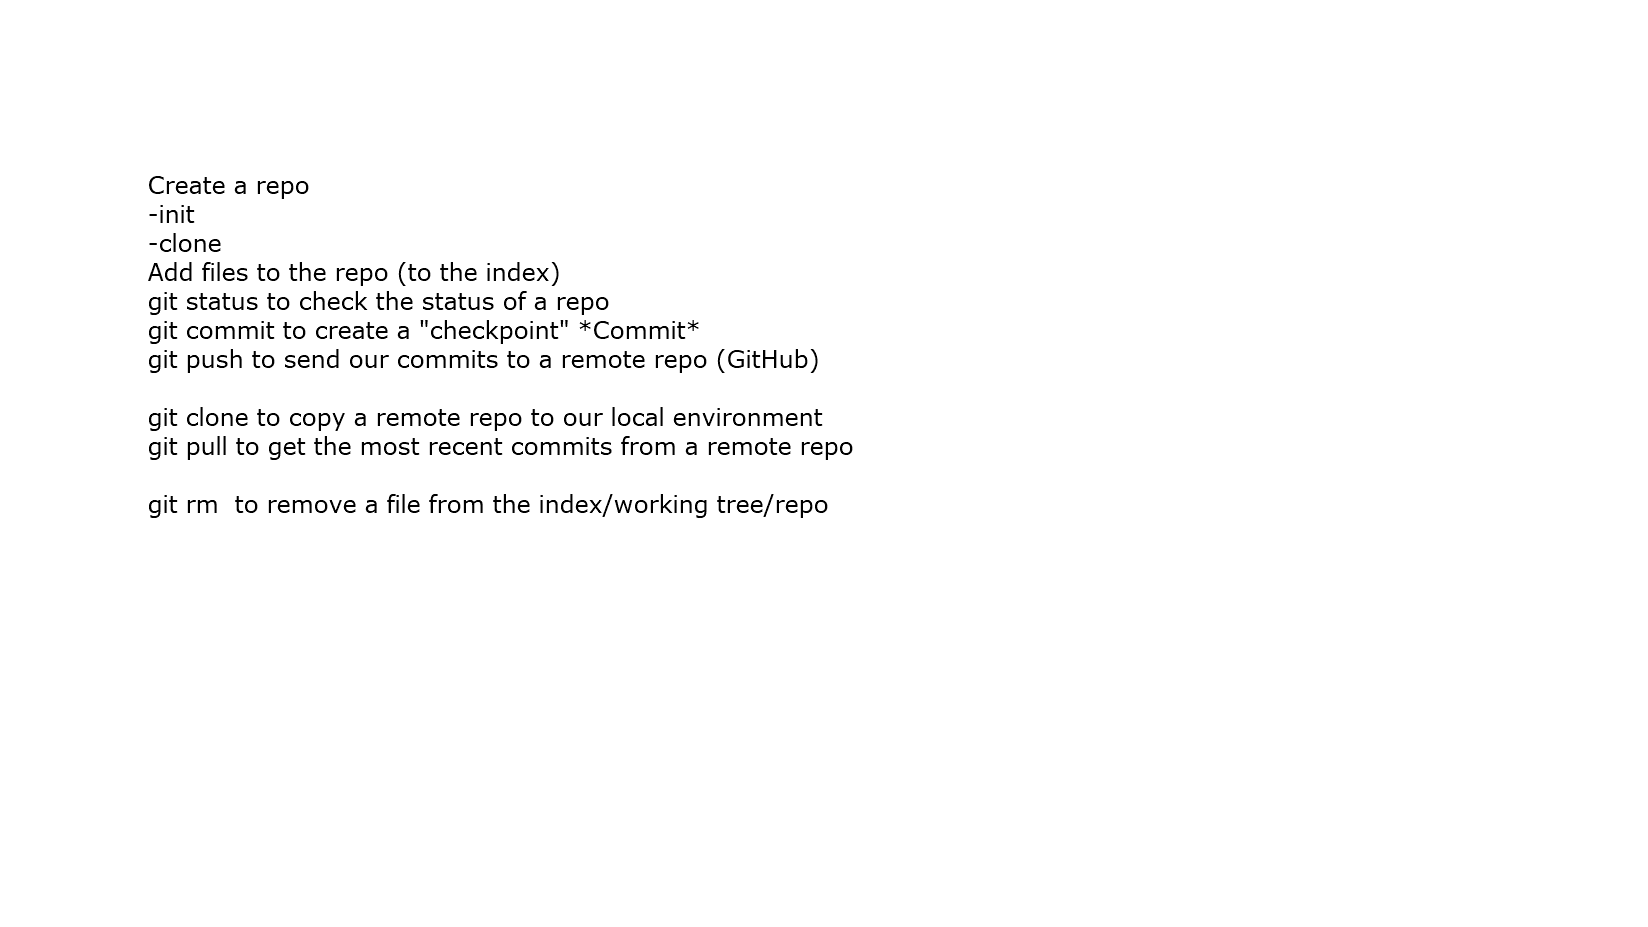 Create a repo
-init
-clone
Add files to the repo (to the index)
git status to check the status of a repo
git commit to create a "checkpoint" *Commit*
git push to send our commits to a remote repo (GitHub)
git clone to copy a remote repo to our local environment
git pull to get the most recent commits from a remote repo
git rm  to remove a file from the index/working tree/repo